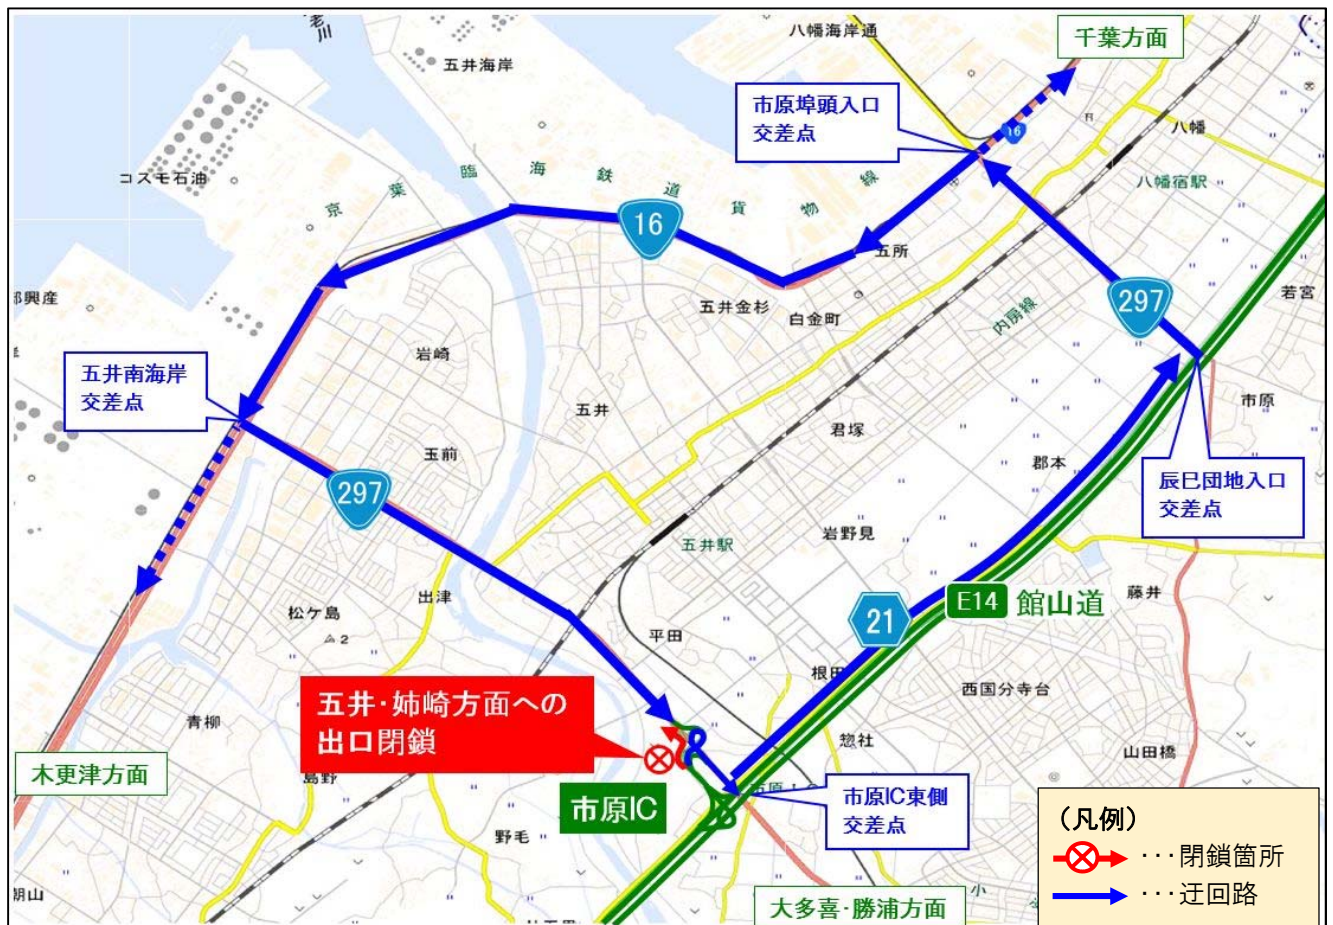 八幡海岸通
千葉方面
五井海岸
市原埠頭入口
交差点
16
八幡
コスモ石油
京葉臨海鉄道貨物線
八幡宿駅
16
五所
若宮
部興産
五井金杉
白金町
内房線
297
岩崎
五井南海岸
交差点
五井
市原
君塚
玉前
郡本
辰巳団地入口
交差点
297
岩野見
五井駅
E14 館山道
藤井
出津
松ケ島
2
平田
21
根田
西国分寺台
五井・姉崎方面への
出口閉鎖
青柳
惣社
山田橋
木更津方面
島野
市原IC
市原IC東側
交差点
野毛
(凡例)
・・・閉鎖箇所
・・・迂回路
大多喜・勝浦方面